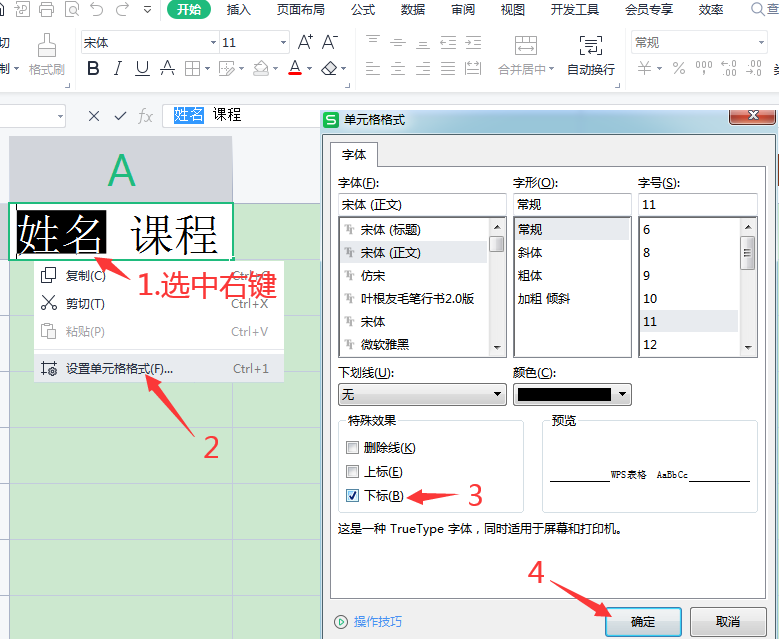 开始 插入 页面布局 公式 数据 审阅 视图 开发工具 会员专享 效率 查
切 宋体 11 A⁺ A⁻ 常规
制 格式刷 B I U A 合并居中 自动换行 ¥ % 000
fx 姓名 课程
A
姓名 课程
复制(C) Ctrl+C
1.选中右键
剪切(T) Ctrl+X
粘贴(P) Ctrl+V
设置单元格格式(F)... Ctrl+1
2
S 单元格格式
字体
字体(F): 字形(O): 字号(S):
宋体 (正文) 常规 11
宋体 (标题) 常规 6
宋体 (正文) 斜体 8
仿宋 粗体 9
叶根友毛笔行书2.0版 加粗 倾斜 10
宋体 11
微软雅黑 12
下划线(U): 颜色(C):
无
特殊效果 预览
删除线(K)
上标(E) WPS表格 AaBbCc
下标(B) 3
这是一种 TrueType 字体，同时适用于屏幕和打印机。
4
操作技巧 确定 取消